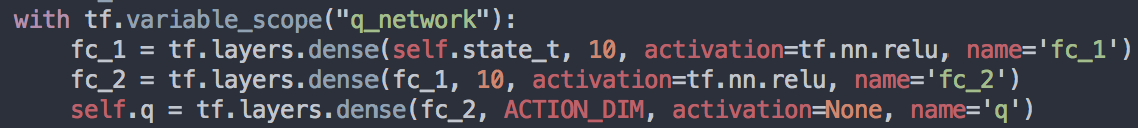 with tf.variable_scope("q_network"):
    fc_1 = tf.layers.dense(self.state_t, 10, activation=tf.nn.relu, name='fc_1')
    fc_2 = tf.layers.dense(fc_1, 10, activation=tf.nn.relu, name='fc_2')
    self.q = tf.layers.dense(fc_2, ACTION_DIM, activation=None, name='q')